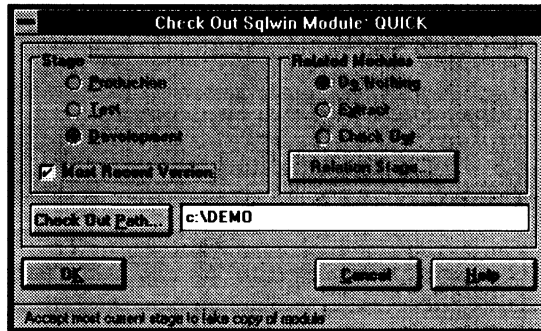 Check Out Sqlwin Module: QUICK
Stage
Production
Test
Development
Most Recent Version
Related Modules
Do Nothing
Extract
Check Out
Relation Stage...
Check Out Path...
c:\DEMO
OK
Cancel
Help
Accept most current stage to take copy of module